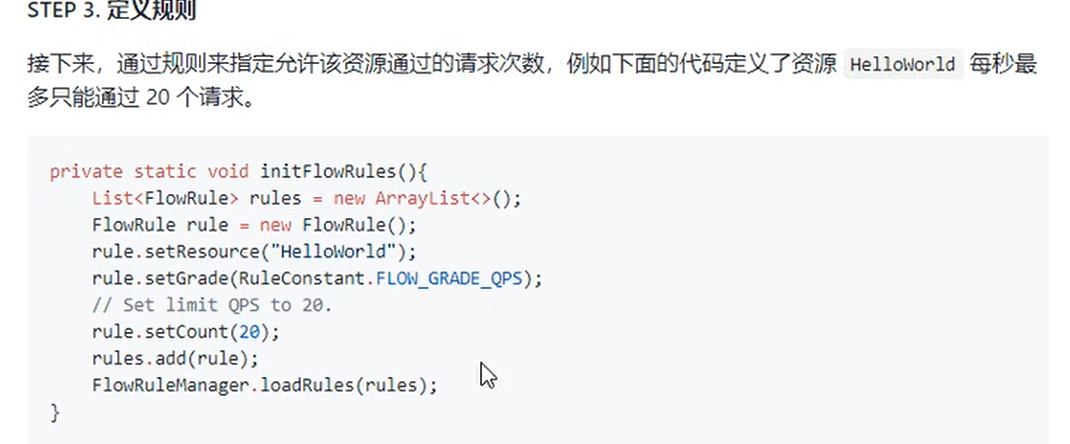 STEP 3. 定义规则
接下来，通过规则来指定允许该资源通过的请求次数，例如下面的代码定义了资源 HelloWorld 每秒最
多只能通过 20 个请求。
private static void initFlowRules(){
    List<FlowRule> rules = new ArrayList<>();
    FlowRule rule = new FlowRule();
    rule.setResource("HelloWorld");
    rule.setGrade(RuleConstant.FLOW_GRADE_QPS);
    // Set limit QPS to 20.
    rule.setCount(20);
    rules.add(rule);
    FlowRuleManager.loadRules(rules);
}